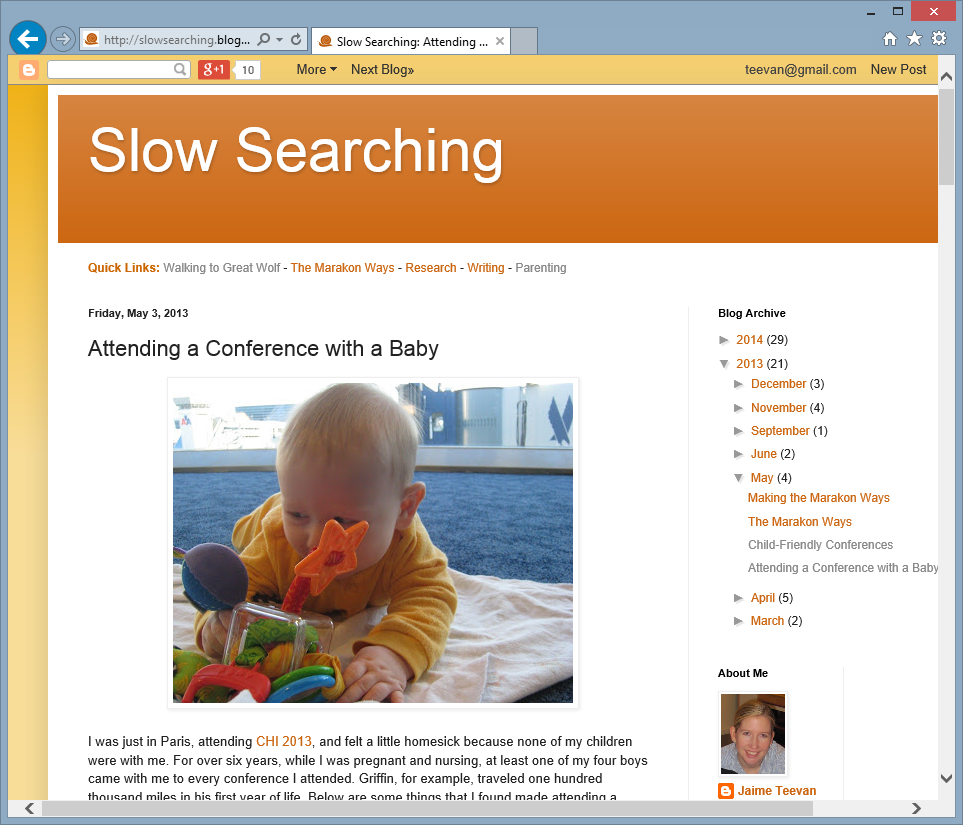 http://slowsearching.blog...
Slow Searching: Attending ...
g+1
10
More
Next Blog»
teevan@gmail.com
New Post
Slow Searching
Quick Links: Walking to Great Wolf - The Marakon Ways - Research - Writing - Parenting
Friday, May 3, 2013
Attending a Conference with a Baby
I was just in Paris, attending CHI 2013, and felt a little homesick because none of my children
were with me. For over six years, while I was pregnant and nursing, at least one of my four boys
came with me to every conference I attended. Griffin, for example, traveled one hundred
thousand miles in his first year of life. Below are some things that I found made attending a
Blog Archive
► 2014 (29)
▼ 2013 (21)
► December (3)
► November (4)
► September (1)
► June (2)
▼ May (4)
Making the Marakon Ways
The Marakon Ways
Child-Friendly Conferences
Attending a Conference with a Baby
► April (5)
► March (2)
About Me
Jaime Teevan